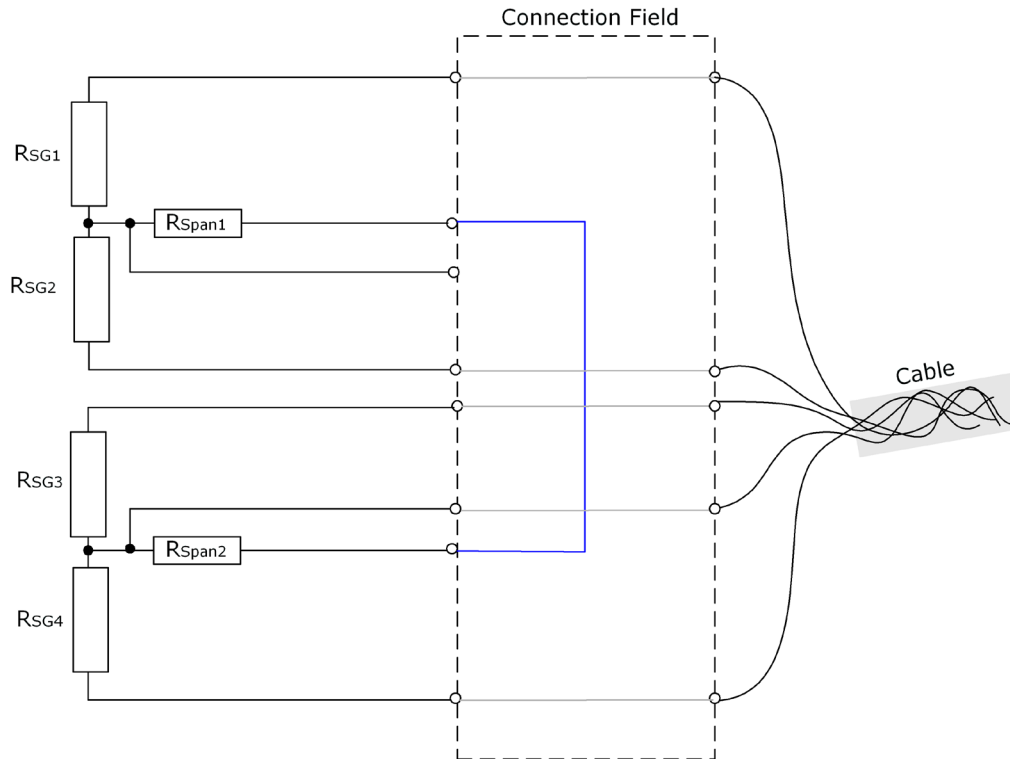 Connection Field
RSG1
RSpan1
RSG2
Cable
RSG3
RSpan2
RSG4